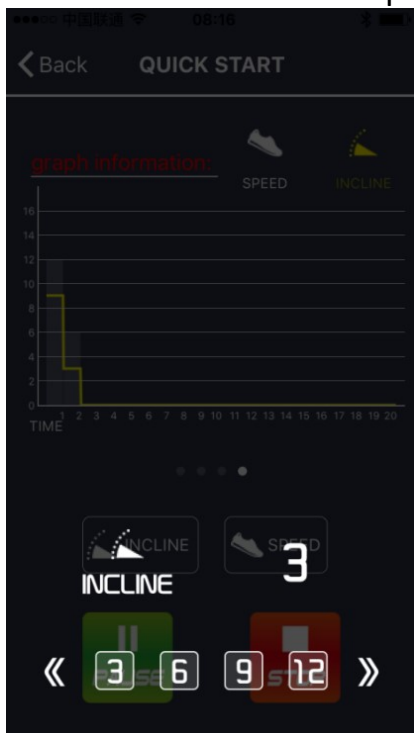 中国联通 08:16
Back QUICK START
graph information:
SPEED INCLINE
16
14
12
10
8
6
4
2
0
1 2 3 4 5 6 7 8 9 10 11 12 13 14 15 16 17 18 19 20
TIME
INCLINE SPEED
INCLINE 3
PAUSE STOP
« 3 6 9 12 »